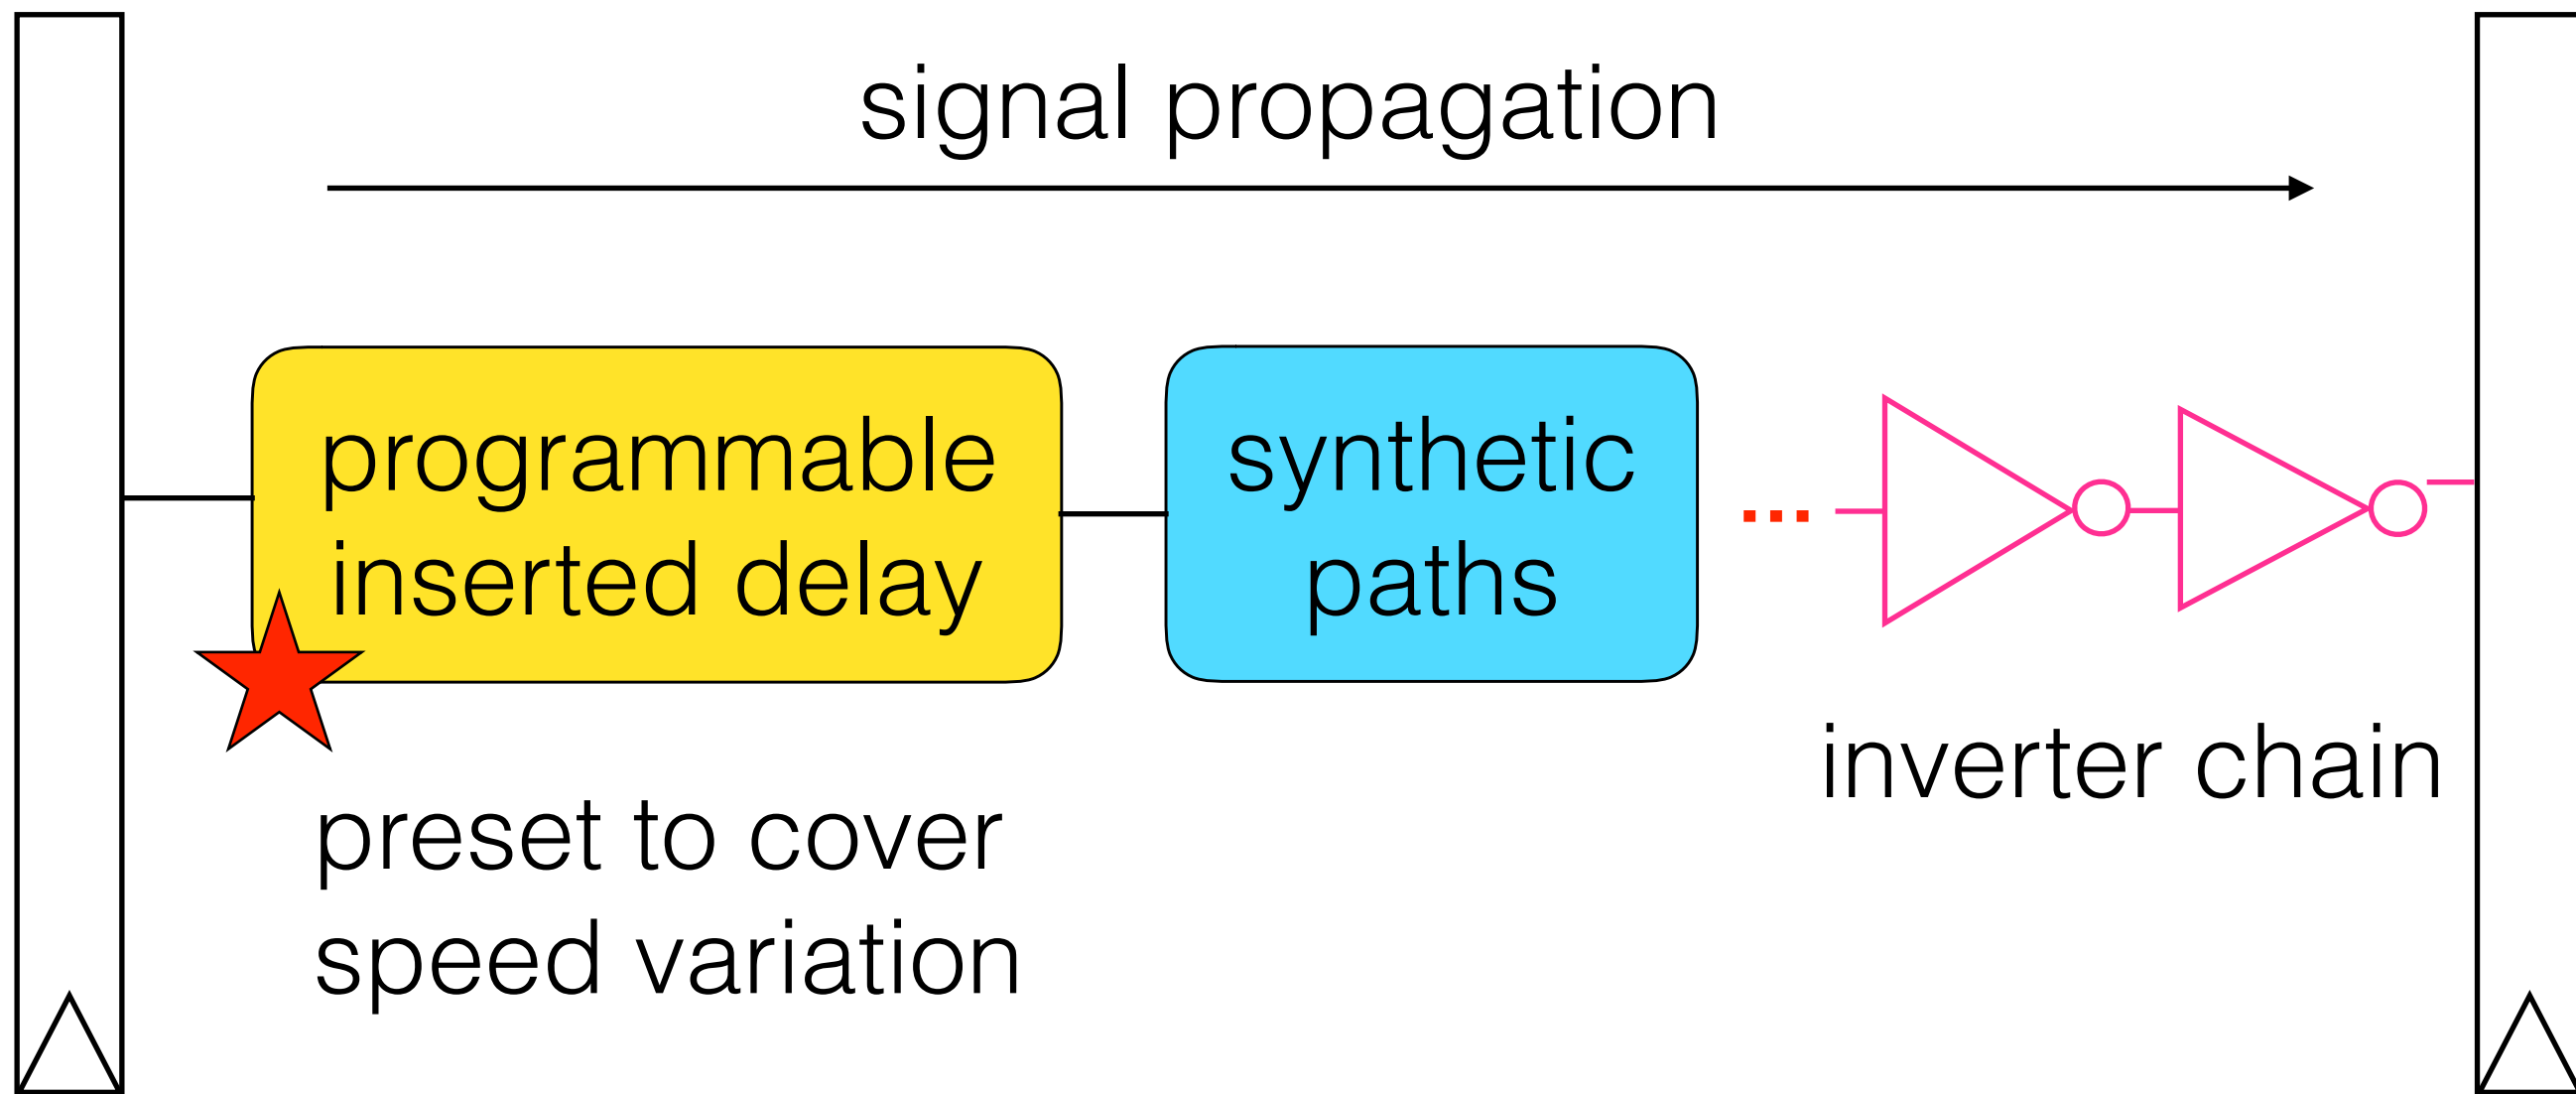 signal propagation
programmable
inserted delay
synthetic
paths
...
inverter chain
preset to cover
speed variation